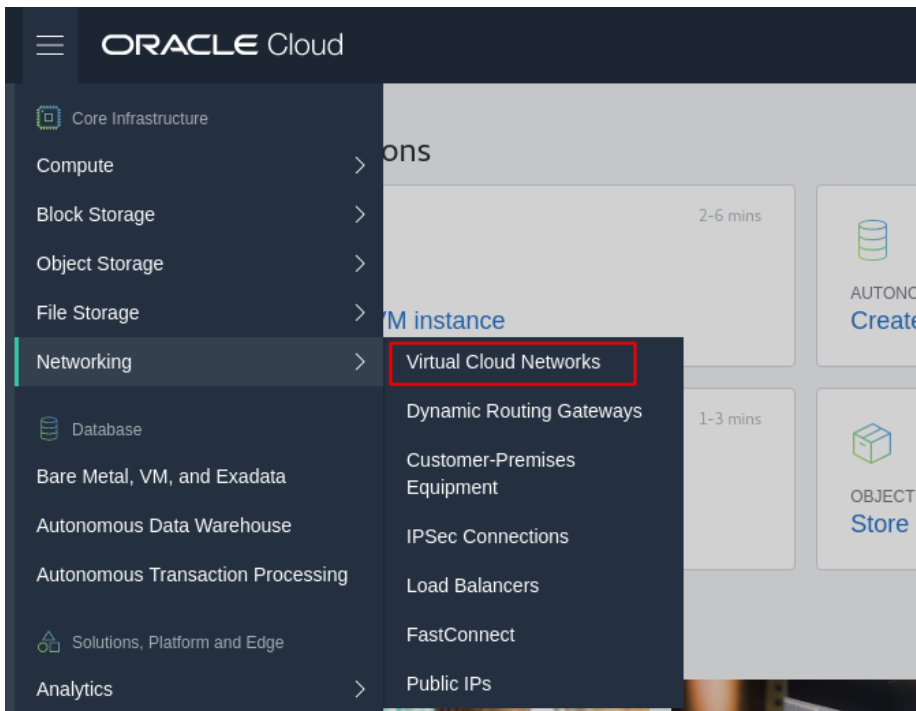 ORACLE Cloud
Core Infrastructure
Compute
Block Storage
Object Storage
File Storage
Networking
Database
Bare Metal, VM, and Exadata
Autonomous Data Warehouse
Autonomous Transaction Processing
Solutions, Platform and Edge
Analytics
Virtual Cloud Networks
Dynamic Routing Gateways
Customer-Premises
Equipment
IPSec Connections
Load Balancers
FastConnect
Public IPs
ons
2-6 mins
VM instance
1-3 mins
AUTONO
Create
OBJECT
Store